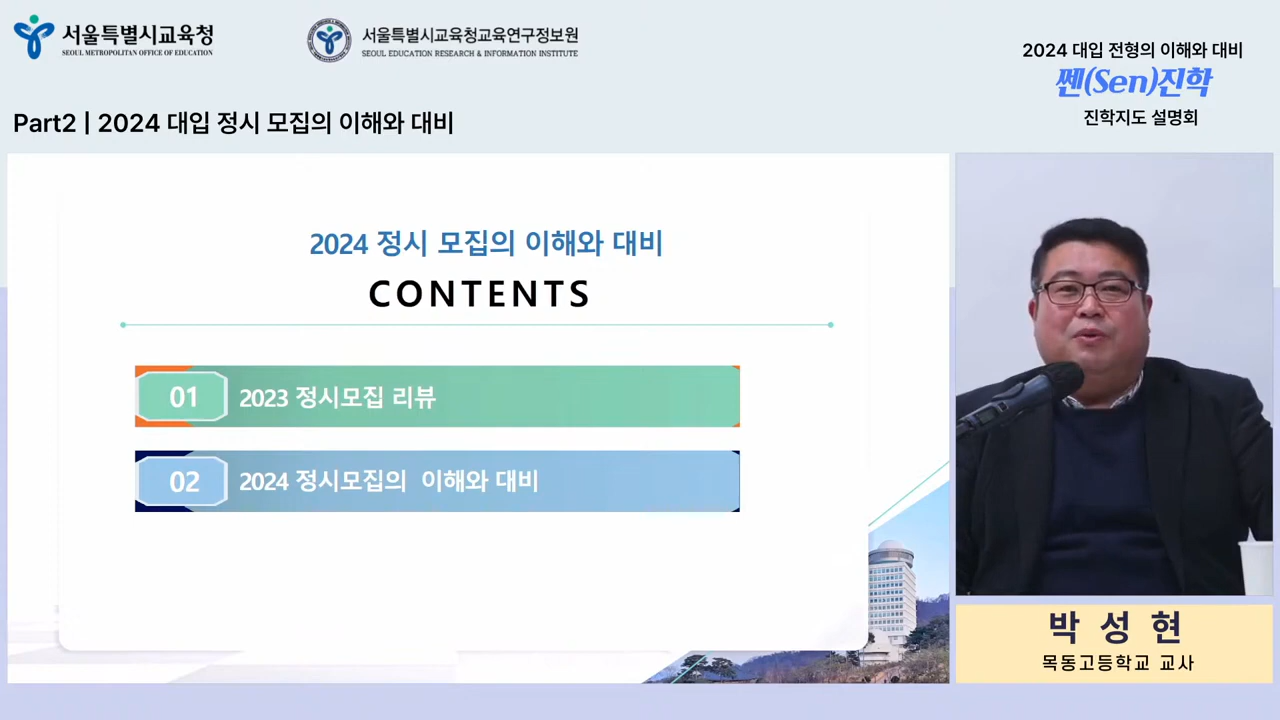 서울특별시교육청
SEOUL METROPOLITAN OFFICE OF EDUCATION
서울특별시교육청교육연구정보원
SEOUL EDUCATION RESEARCH & INFORMATION INSTITUTE
2024 대입 전형의 이해와 대비
쎈(Sen)진학
진학지도 설명회
Part2 | 2024 대입 정시 모집의 이해와 대비
2024 정시 모집의 이해와 대비
CONTENTS
01 2023 정시모집 리뷰
02 2024 정시모집의 이해와 대비
박 성 현
목동고등학교 교사